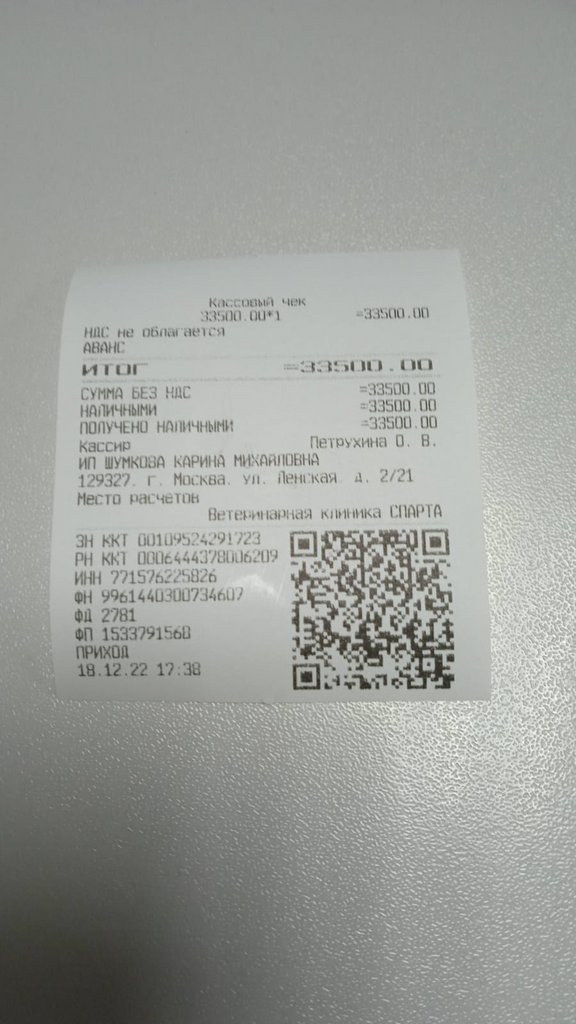 Кассовый чек
33500.00*1 =33500.00
НДС не облагается
АВАНС
ИТОГ =33500.00
СУММА БЕЗ НДС =33500.00
НАЛИЧНЫМИ =33500.00
ПОЛУЧЕНО НАЛИЧНЫМИ =33500.00
Кассир Петрухина О. В.
ИП ШУМКОВА КАРИНА МИХАЙЛОВНА
129327, г. Москва, ул. Ленская, д. 2/21
Место расчетов
Ветеринарная клиника СПАРТА
ЗН ККТ 00109524291723
РН ККТ 0006444378006209
ИНН 771576225826
ФН 9961440300734607
ФД 2781
ФП 1533791568
ПРИХОД
18.12.22 17:38